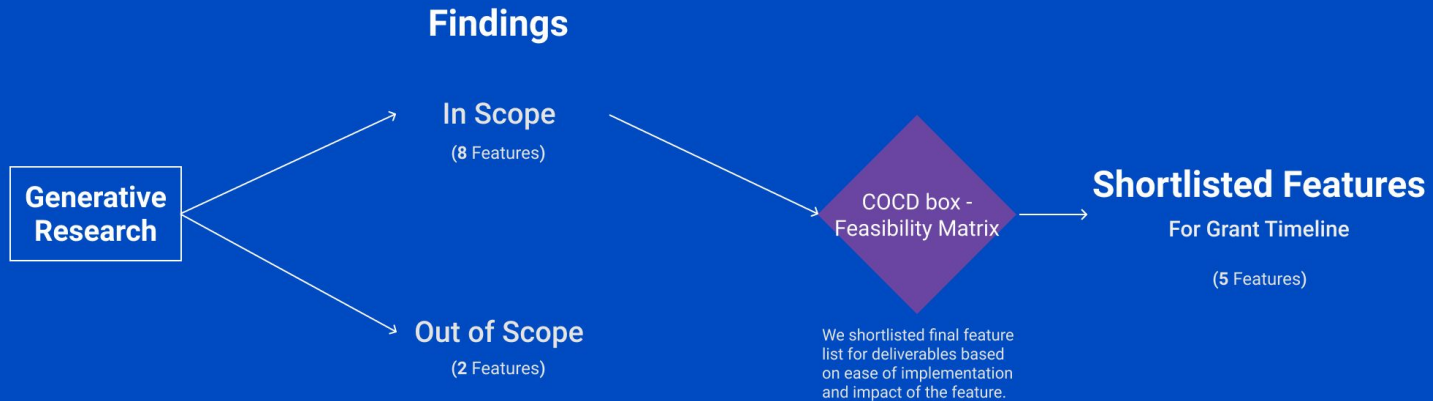 Findings
In Scope
(8 Features)
Generative
Research
Out of Scope
(2 Features)
COCD box -
Feasibility Matrix
We shortlisted final feature
list for deliverables based
on ease of implementation
and impact of the feature.
Shortlisted Features
For Grant Timeline
(5 Features)